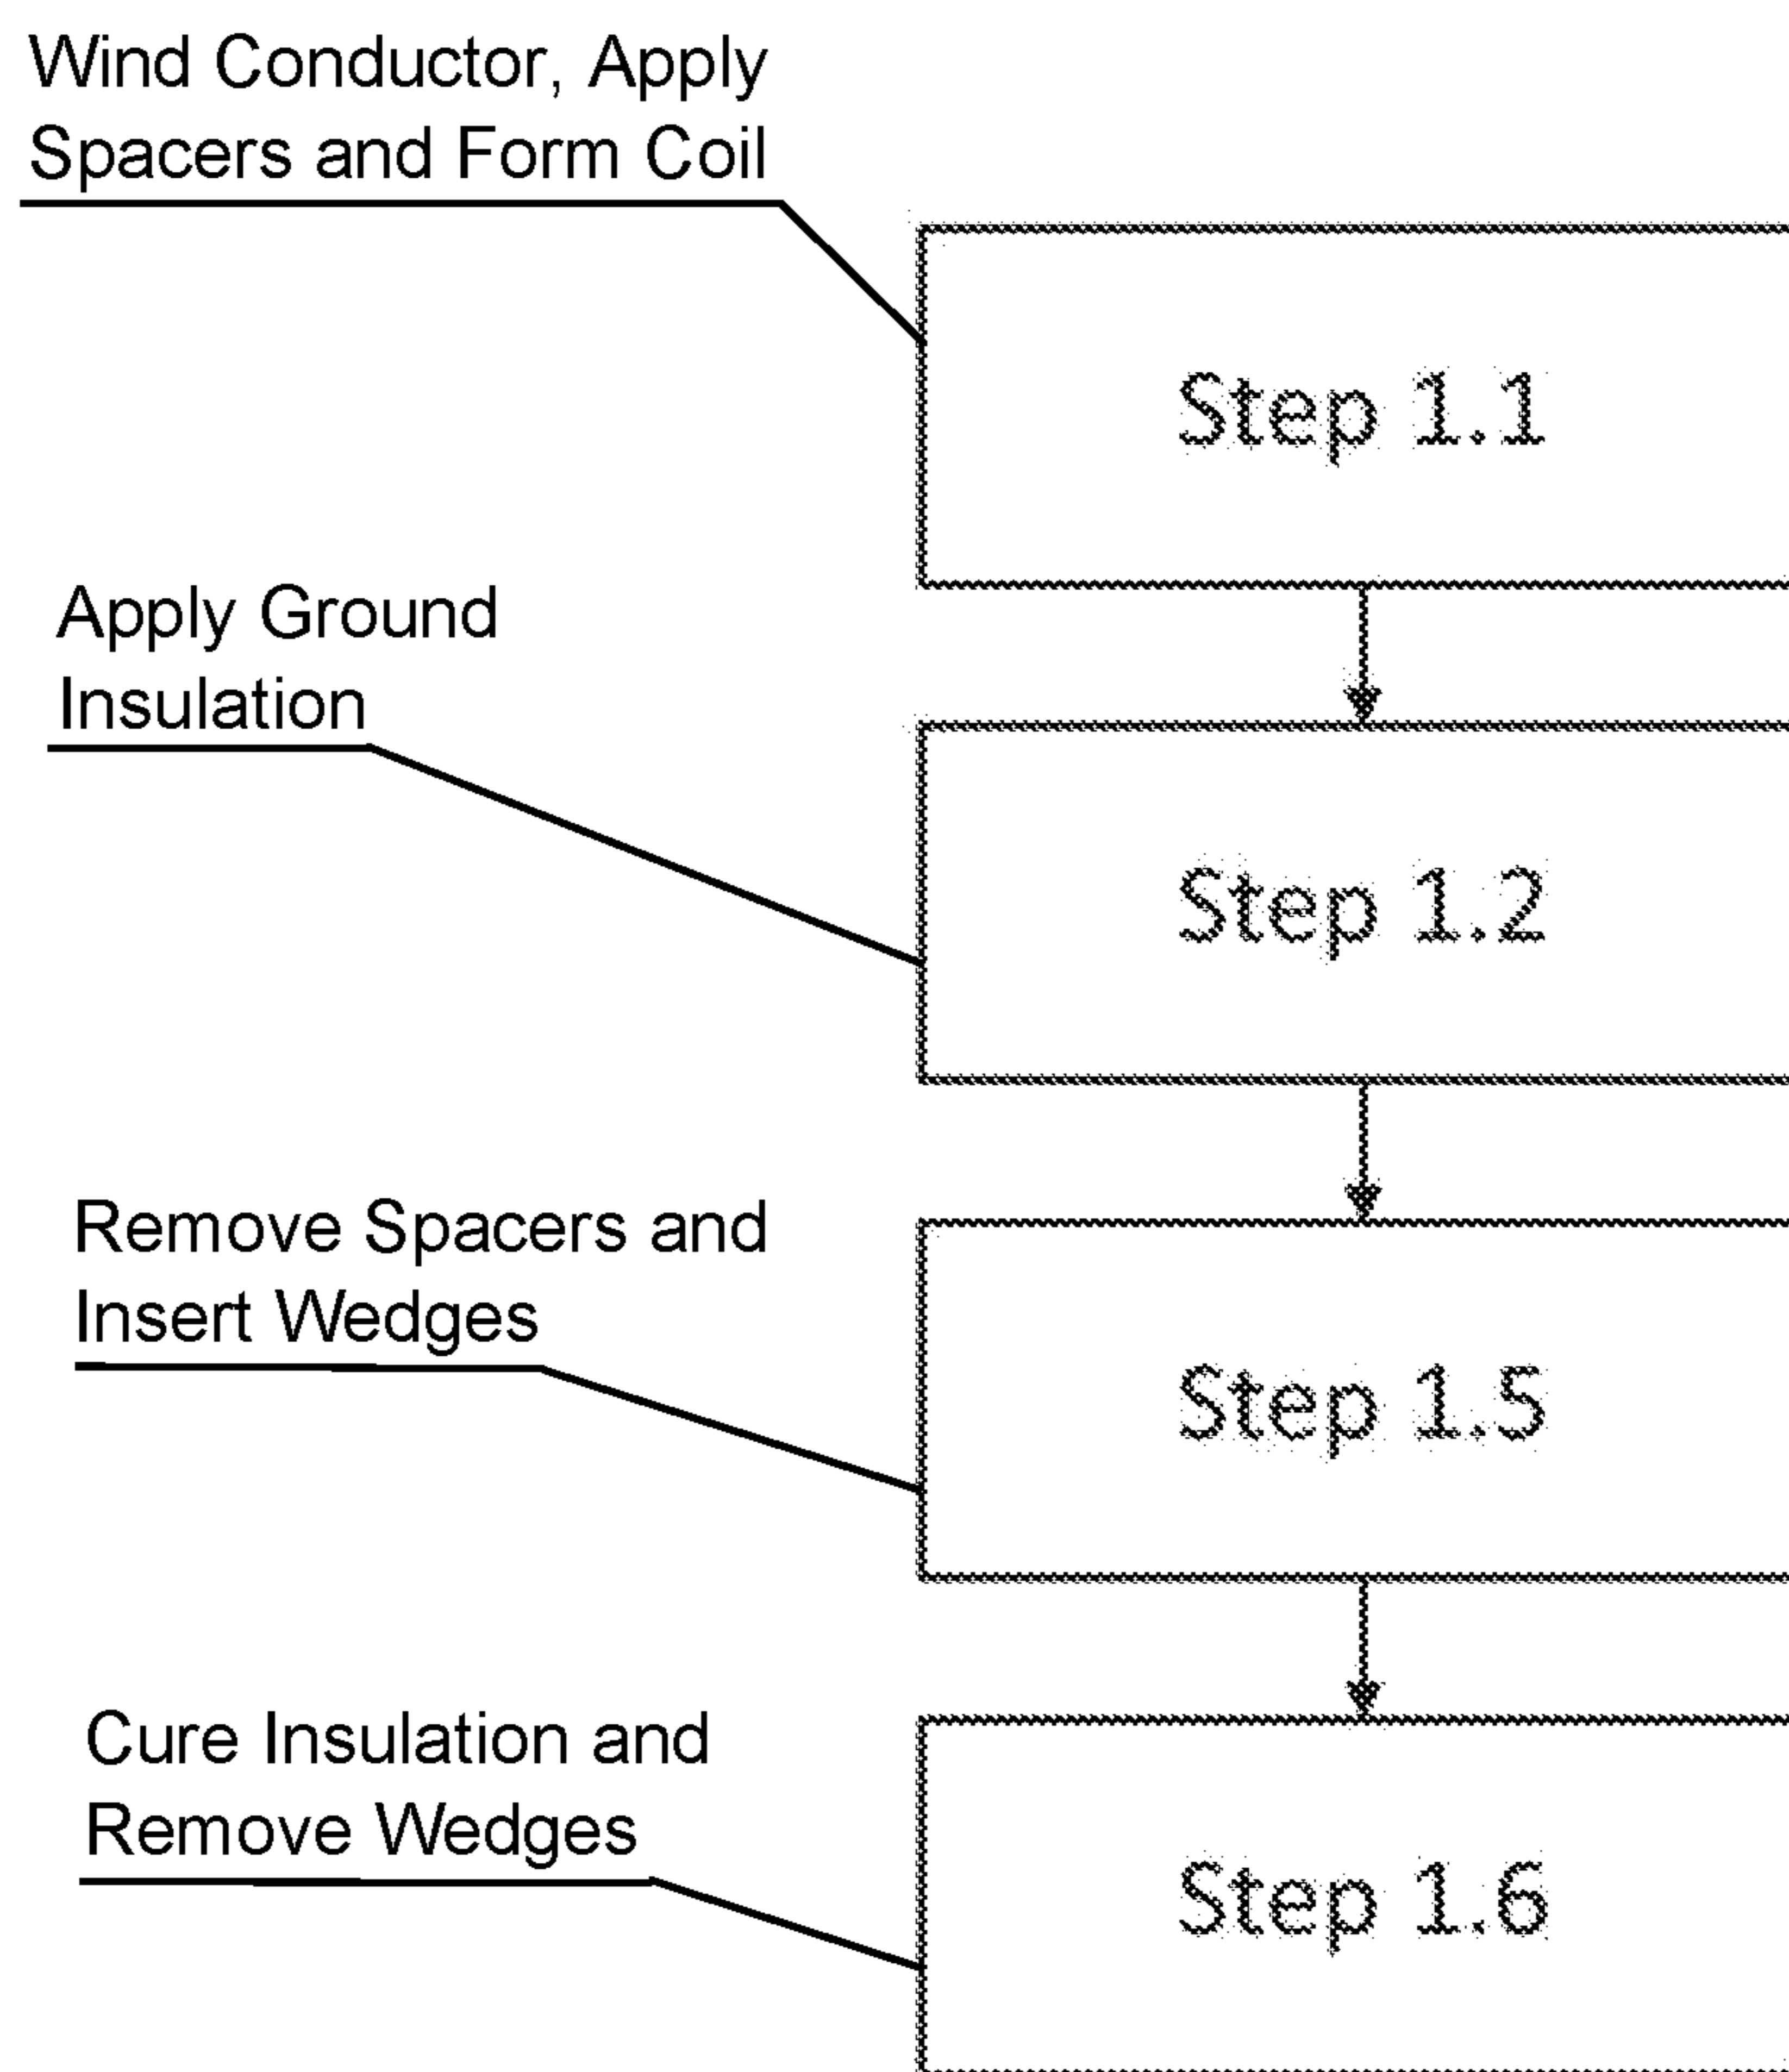 Wind Conductor, Apply
Spacers and Form Coil
Step 1.1
Apply Ground
Insulation
Step 1.2
Remove Spacers and
Insert Wedges
Step 1.5
Cure Insulation and
Remove Wedges
Step 1.6